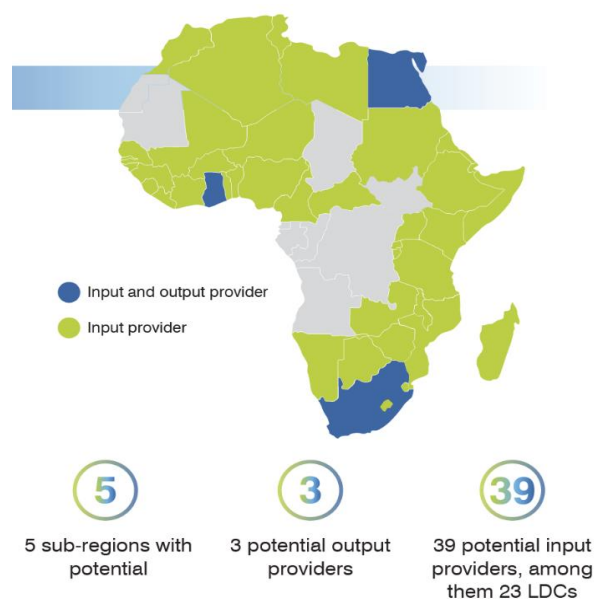 Input and output provider
Input provider
5
3
39
5 sub-regions with
potential
3 potential output
providers
39 potential input
providers, among
them 23 LDCs